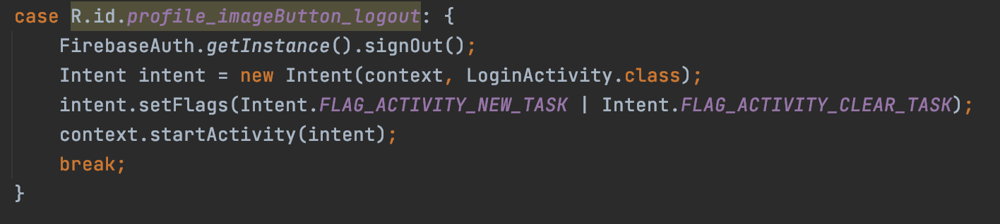 case R.id.profile_imageButton_logout: {
    FirebaseAuth.getInstance().signOut();
    Intent intent = new Intent(context, LoginActivity.class);
    intent.setFlags(Intent.FLAG_ACTIVITY_NEW_TASK | Intent.FLAG_ACTIVITY_CLEAR_TASK);
    context.startActivity(intent);
    break;
}